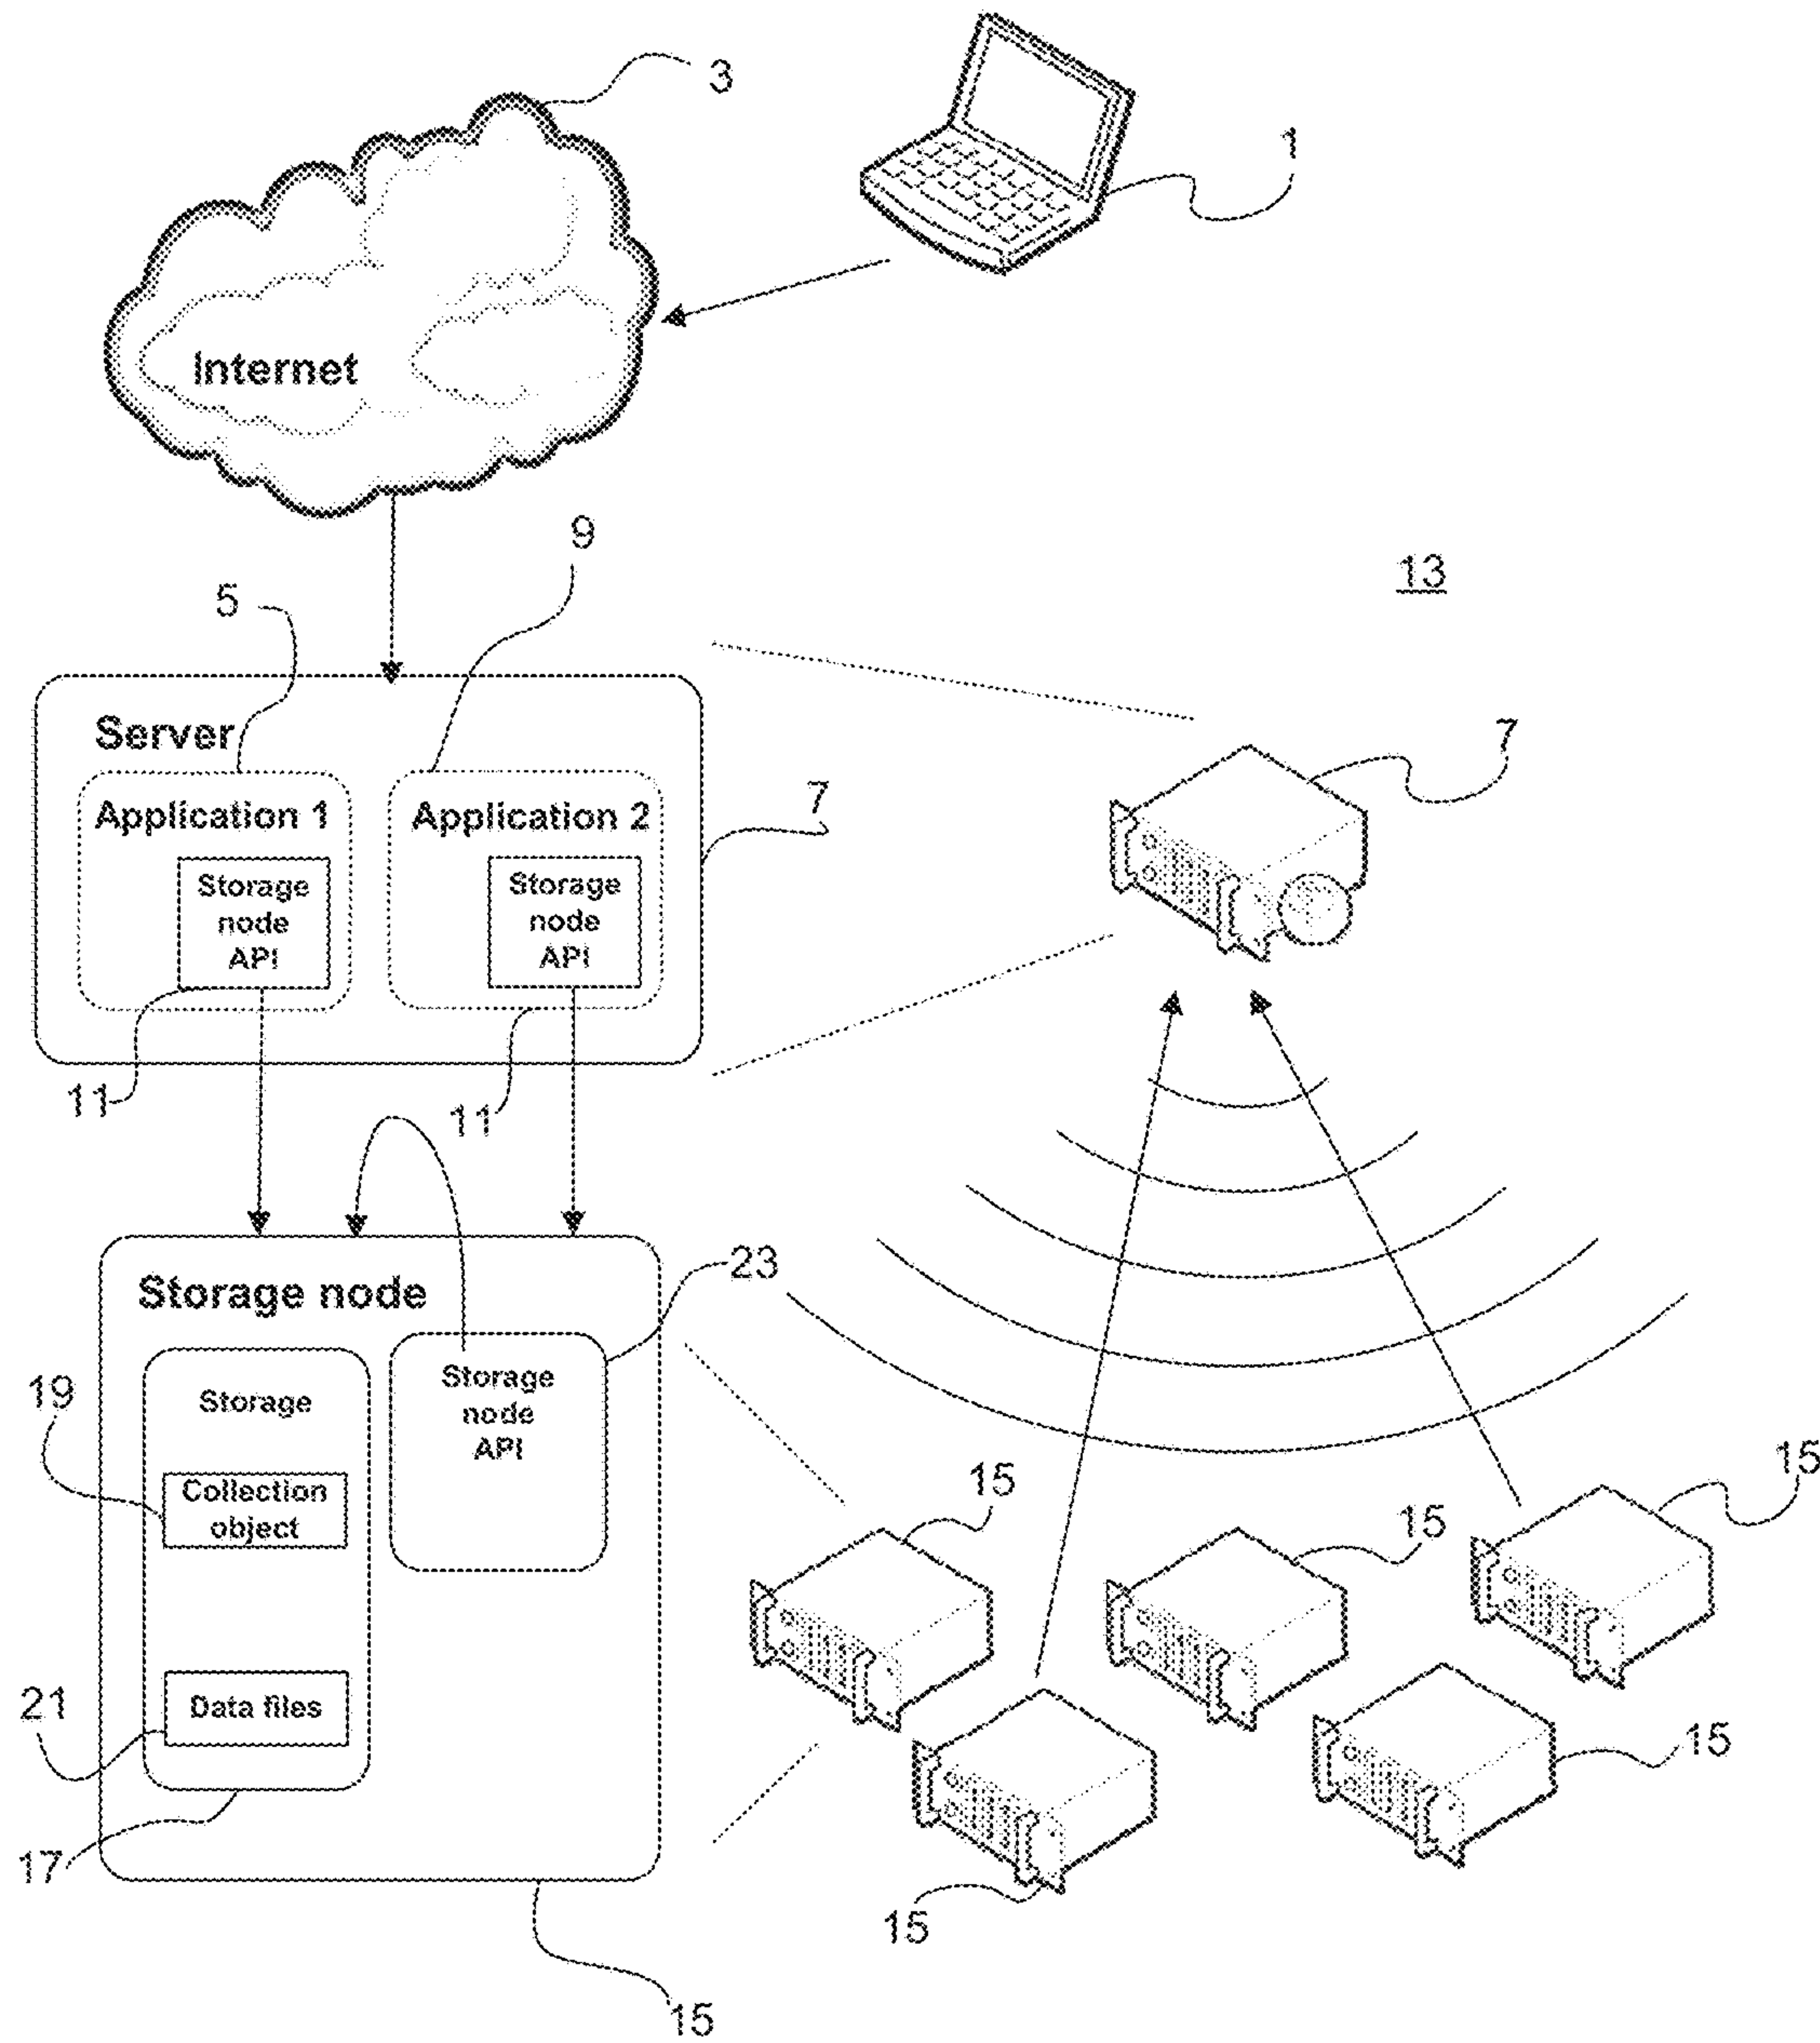 3
1
Internet
9
13
5
Server
7
Application 1
Application 2
7
Storage
node
API
Storage
node
API
11
11
Storage node
23
Storage
node
API
19
Storage
Collection
object
15
15
15
21
Data files
15
17
15
15